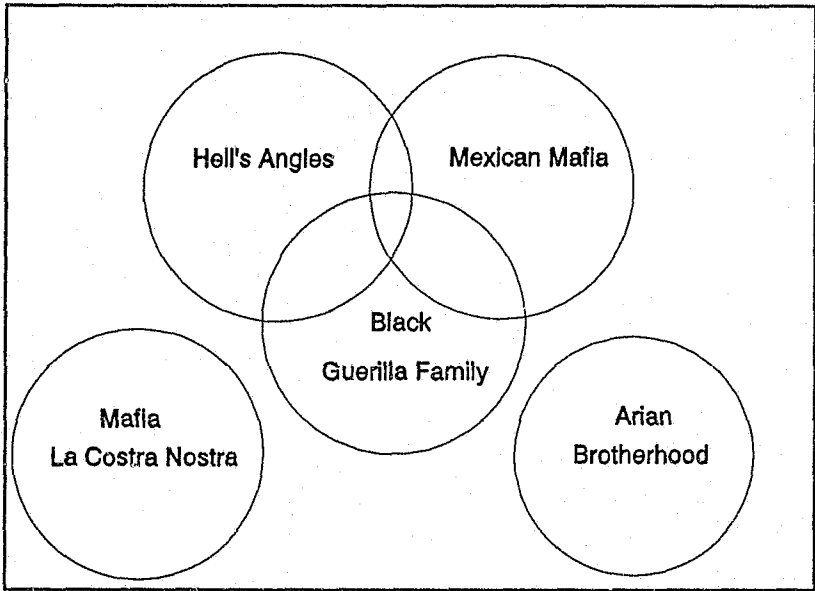 Hell's Angles
Mexican Mafia
Black
Guerilla Family
Mafia
La Costra Nostra
Arian
Brotherhood